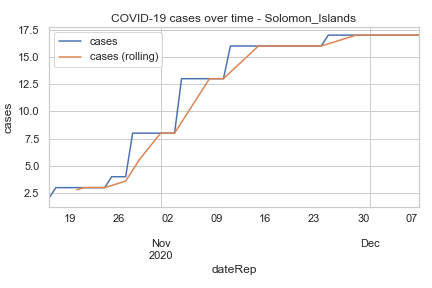 COVID-19 cases over time - Solomon_Islands
cases
cases (rolling)
17.5
15.0
12.5
10.0
7.5
5.0
2.5
cases
19 26 02 09 16 23 30 07
Nov Dec
2020
dateRep